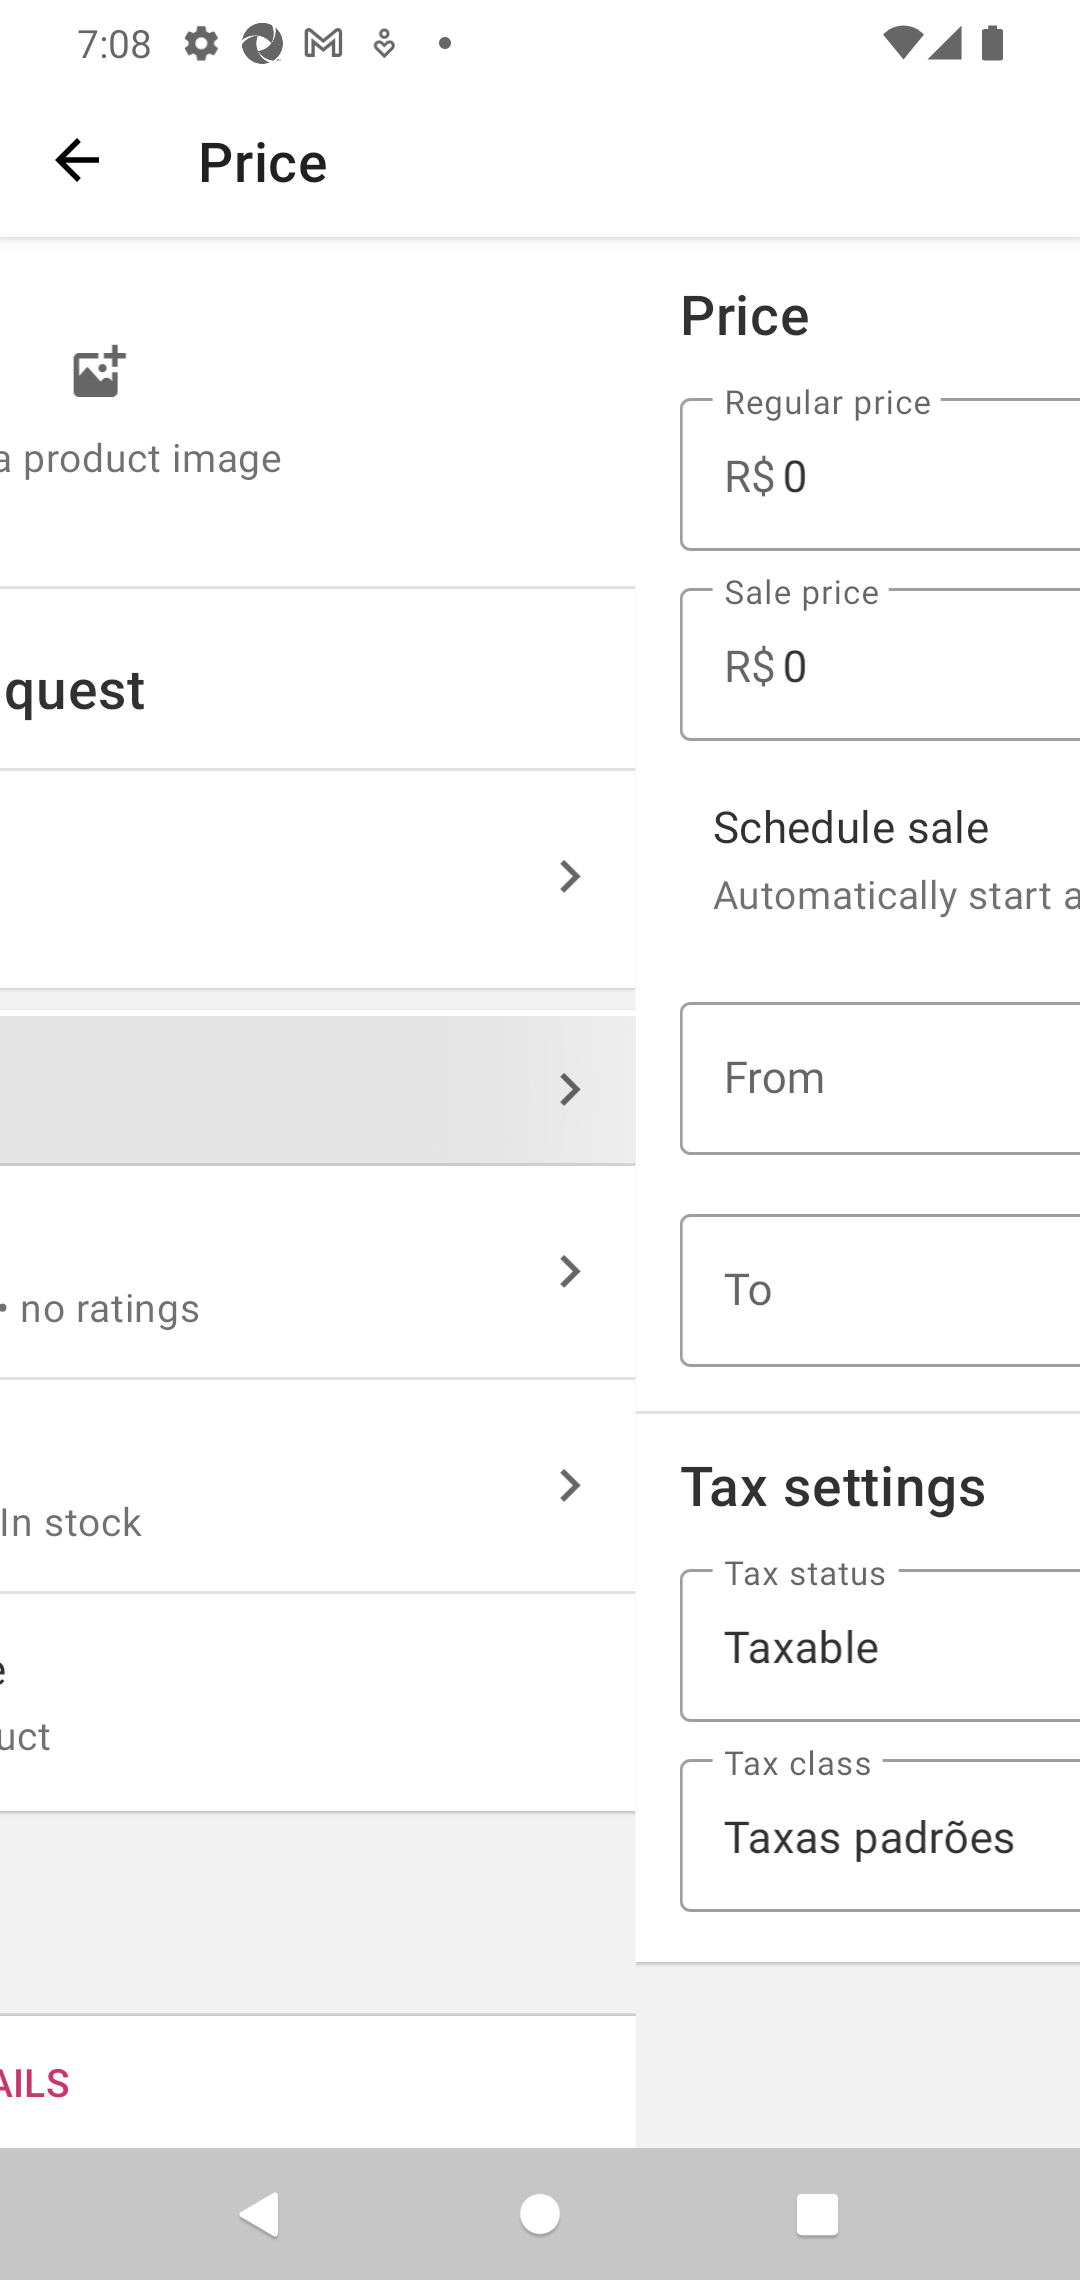 7:08
Price
a product image
quest
• no ratings
In stock
e
uct
AILS
Price
Regular price
R$ 0
Sale price
R$ 0
Schedule sale
Automatically start a
From
To
Tax settings
Tax status
Taxable
Tax class
Taxas padrões